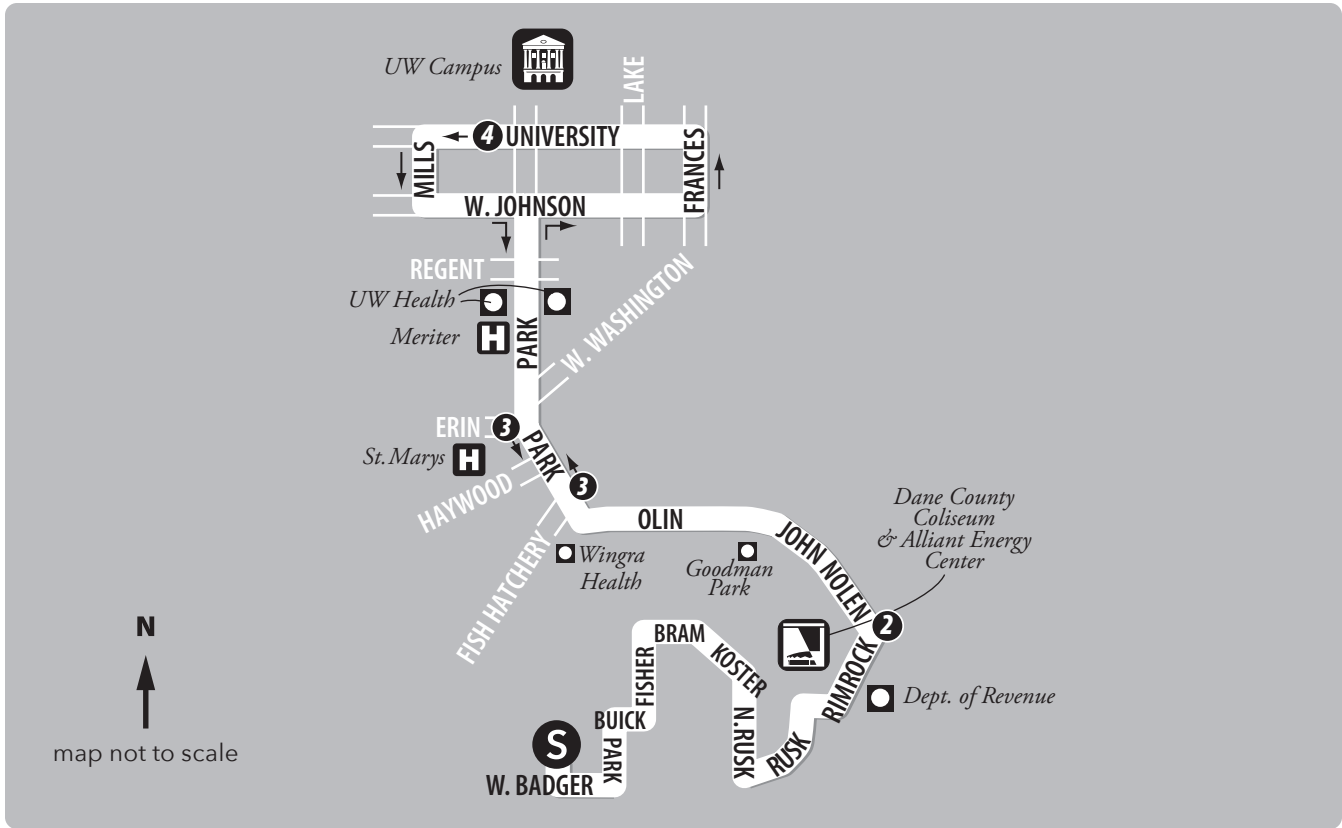 UW Campus
LAKE
4
UNIVERSITY
MILLS
FRANCES
W. JOHNSON
REGENT
UW Health
W. WASHINGTON
Meriter
H
PARK
ERIN
3
PARK
St. Marys
H
3
HAYWOOD
OLIN
Dane County
Coliseum
& Alliant Energy
Center
JOHN NOLEN
FISH HATCHERY
Wingra
Health
Goodman
Park
2
N
BRAM
KOSTER
FISHER
RIMROCK
Dept. of Revenue
BUICK
N. RUSK
RUSK
S
PARK
map not to scale
W. BADGER